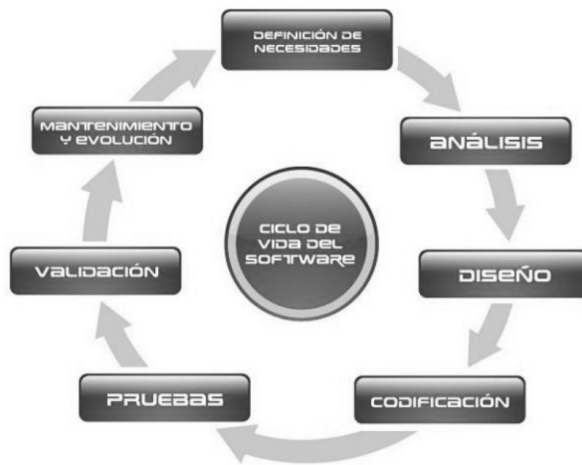 DEFINICIÓN DE
NECESIDADES
ANÁLISIS
DISEÑO
CODIFICACIÓN
PRUEBAS
VALIDACIÓN
MANTENIMIENTO
Y EVOLUCIÓN
CICLO DE
VIDA DEL
SOFTWARE